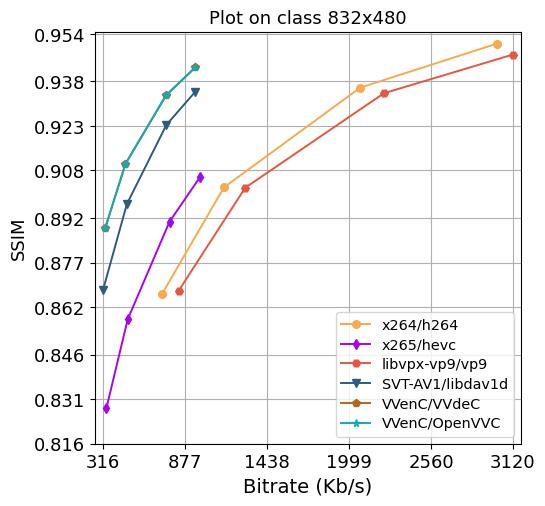 Plot on class 832x480
0.954
0.938
0.923
0.908
0.892
0.877
0.862
0.846
0.831
0.816
SSIM
x264/h264
x265/hevc
libvpx-vp9/vp9
SVT-AV1/libdav1d
VVenC/VVdeC
VVenC/OpenVVC
316 877 1438 1999 2560 3120
Bitrate (Kb/s)